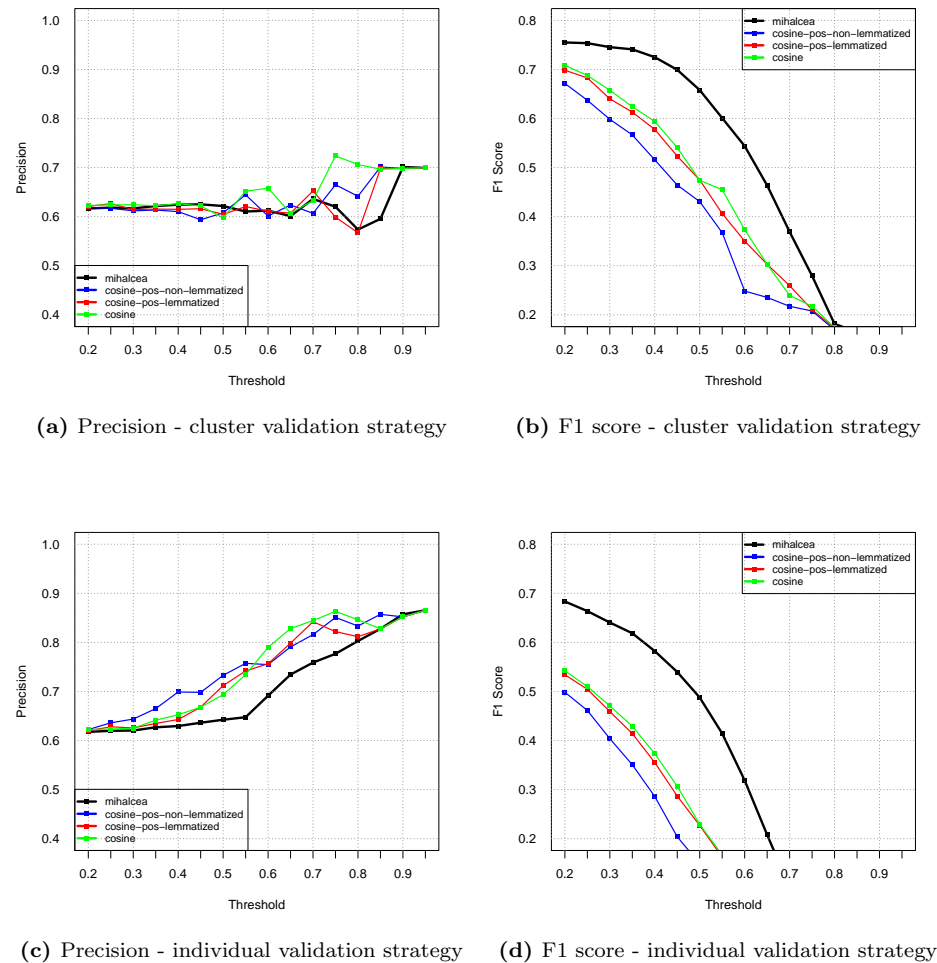 1.0
0.9
0.8
0.7
0.6
0.5
0.4
Precision
mihalcea
cosine−pos−non−lemmatized
cosine−pos−lemmatized
cosine
0.2 0.3 0.4 0.5 0.6 0.7 0.8 0.9
Threshold
(a) Precision - cluster validation strategy
0.8
0.7
0.6
0.5
0.4
0.3
0.2
F1 Score
mihalcea
cosine−pos−non−lemmatized
cosine−pos−lemmatized
cosine
0.2 0.3 0.4 0.5 0.6 0.7 0.8 0.9
Threshold
(b) F1 score - cluster validation strategy
1.0
0.9
0.8
0.7
0.6
0.5
0.4
Precision
mihalcea
cosine−pos−non−lemmatized
cosine−pos−lemmatized
cosine
0.2 0.3 0.4 0.5 0.6 0.7 0.8 0.9
Threshold
(c) Precision - individual validation strategy
0.8
0.7
0.6
0.5
0.4
0.3
0.2
F1 Score
mihalcea
cosine−pos−non−lemmatized
cosine−pos−lemmatized
cosine
0.2 0.3 0.4 0.5 0.6 0.7 0.8 0.9
Threshold
(d) F1 score - individual validation strategy